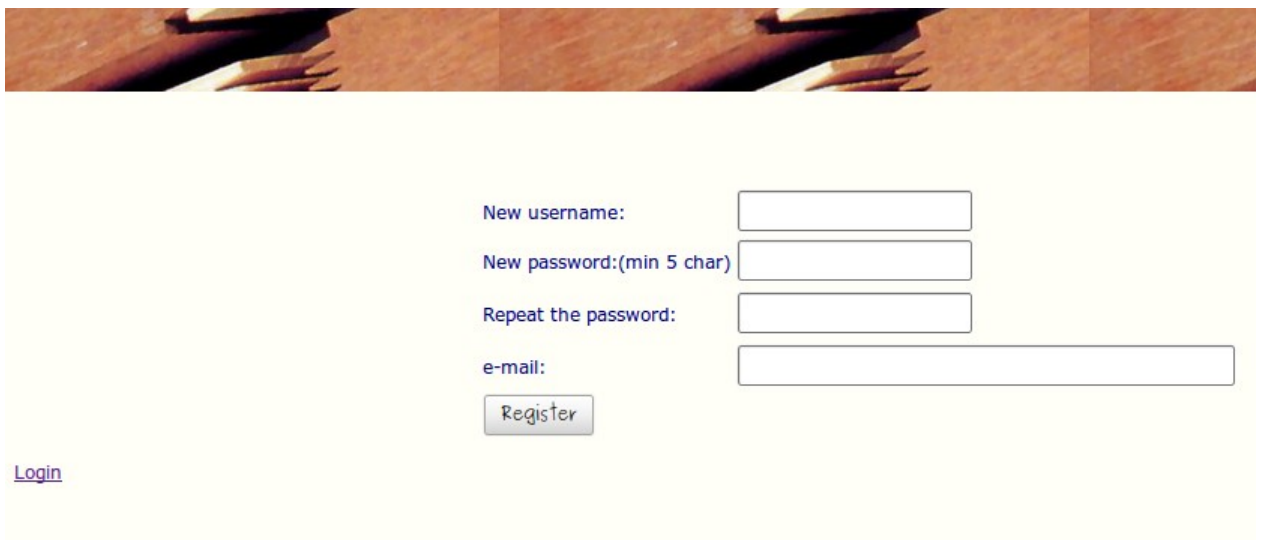 New username:
New password:(min 5 char)
Repeat the password:
e-mail:
Register
Login